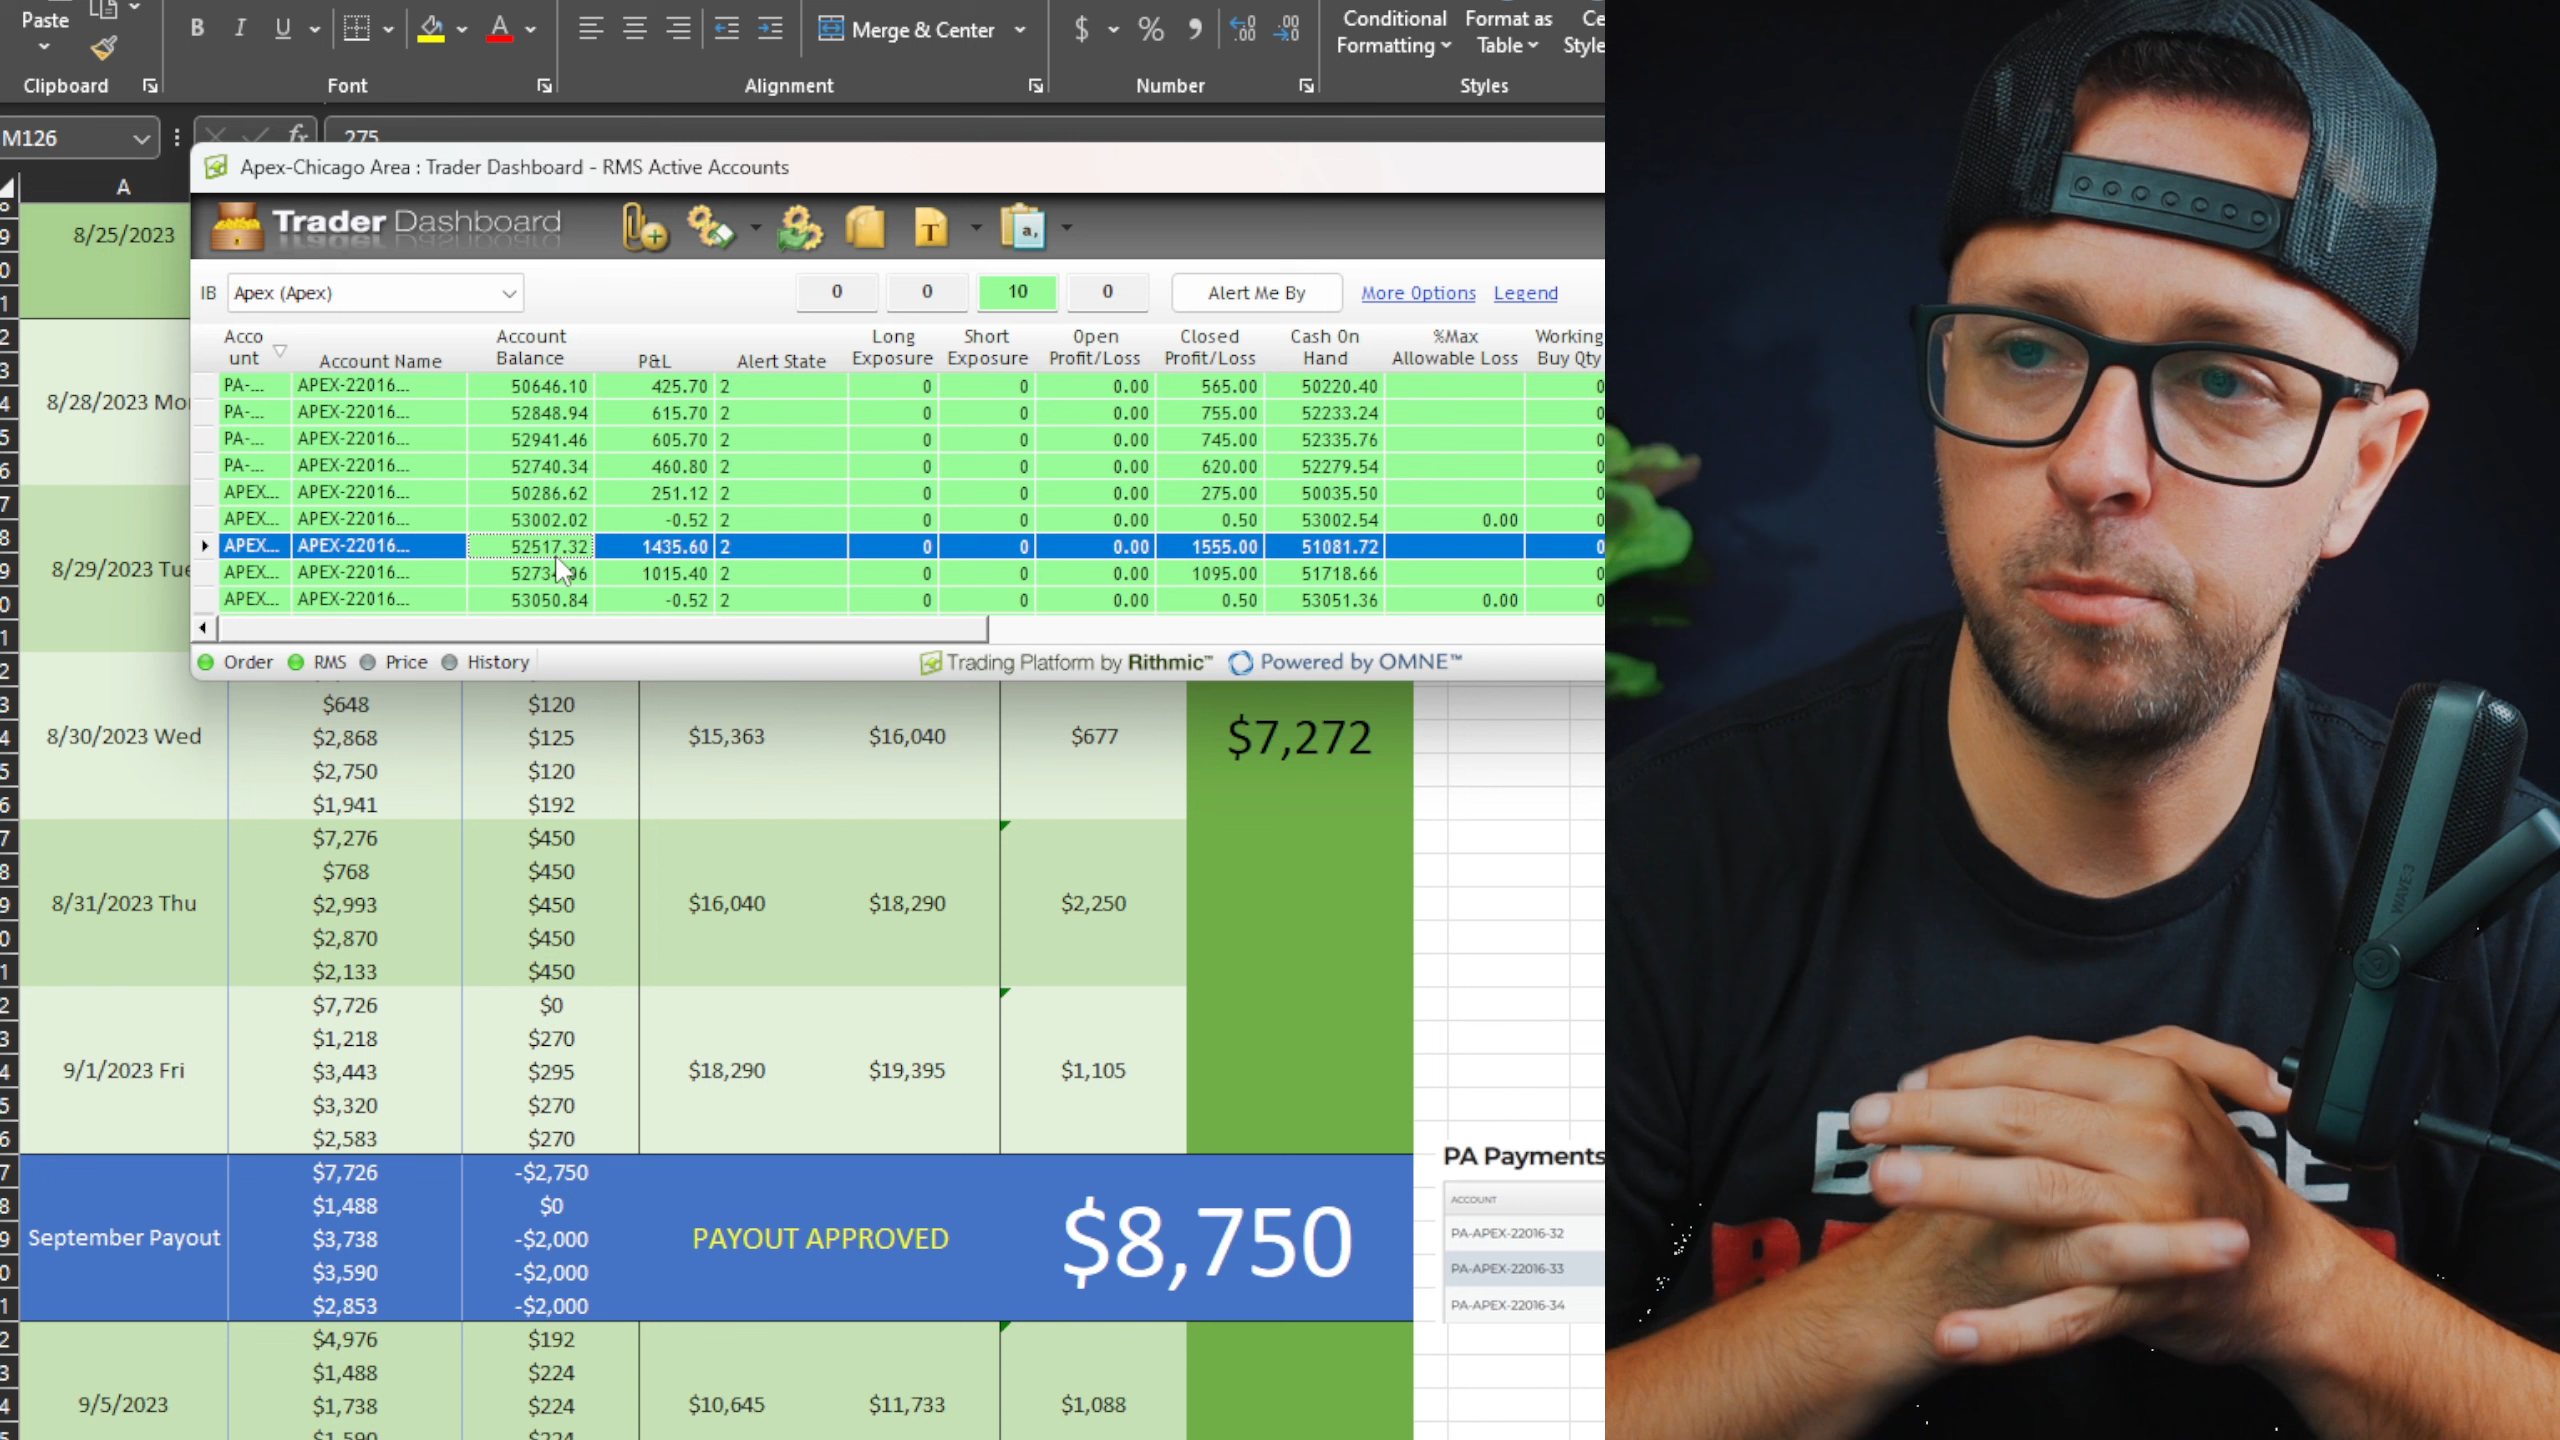 Paste
B I U
A
Merge & Center
$ % 9
Conditional Formatting
Format as Table
Clipboard
Font
Alignment
Number
Styles
M126
fx
275
A
Apex-Chicago Area : Trader Dashboard - RMS Active Accounts
Trader Dashboard
IB Apex (Apex) 0 0 10 0 Alert Me By More Options Legend
Account Account Name Account Balance P&L Alert State Long Exposure Short Exposure Open Profit/Loss Closed Profit/Loss Cash On Hand %Max Allowable Loss Working Buy Qty
PA-... APEX-22016... 50646.10 425.70 2 0 0 0.00 565.00 50220.40 0
PA-... APEX-22016... 52848.94 615.70 2 0 0 0.00 755.00 52233.24 0
PA-... APEX-22016... 52941.46 605.70 2 0 0 0.00 745.00 52335.76 0
PA-... APEX-22016... 52740.34 460.80 2 0 0 0.00 620.00 52279.54 0
APEX... APEX-22016... 50286.62 251.12 2 0 0 0.00 275.00 50035.50 0
APEX... APEX-22016... 53002.02 -0.52 2 0 0 0.00 0.50 53002.54 0.00 0
APEX... APEX-22016... 52517.32 1435.60 2 0 0 0.00 1555.00 51081.72 0
APEX... APEX-22016... 1015.40 2 0 0 0.00 1095.00 51718.66 0
APEX... APEX-22016... 53050.84 -0.52 2 0 0 0.00 0.50 53051.36 0.00 0
Order RMS Price History Trading Platform by Rithmic™ Powered by OMNE™
8/25/2023
8/28/2023 Mo
8/29/2023 Tue
$648 $120
8/30/2023 Wed $2,868 $125 $15,363 $16,040 $677 $7,272
$2,750 $120
$1,941 $192
$7,276 $450
$768 $450
8/31/2023 Thu $2,993 $450 $16,040 $18,290 $2,250
$2,870 $450
$2,133 $450
$7,726 $0
$1,218 $270
9/1/2023 Fri $3,443 $295 $18,290 $19,395 $1,105
$3,320 $270
$2,583 $270
$7,726 -$2,750
$1,488 $0
September Payout $3,738 -$2,000 PAYOUT APPROVED $8,750
$3,590 -$2,000
$2,853 -$2,000
$4,976 $192
$1,488 $224
9/5/2023 $1,738 $224 $10,645 $11,733 $1,088
$1,590 $224
PA Payments
ACCOUNT
PA-APEX-22016-32
PA-APEX-22016-33
PA-APEX-22016-34
WAVE:3